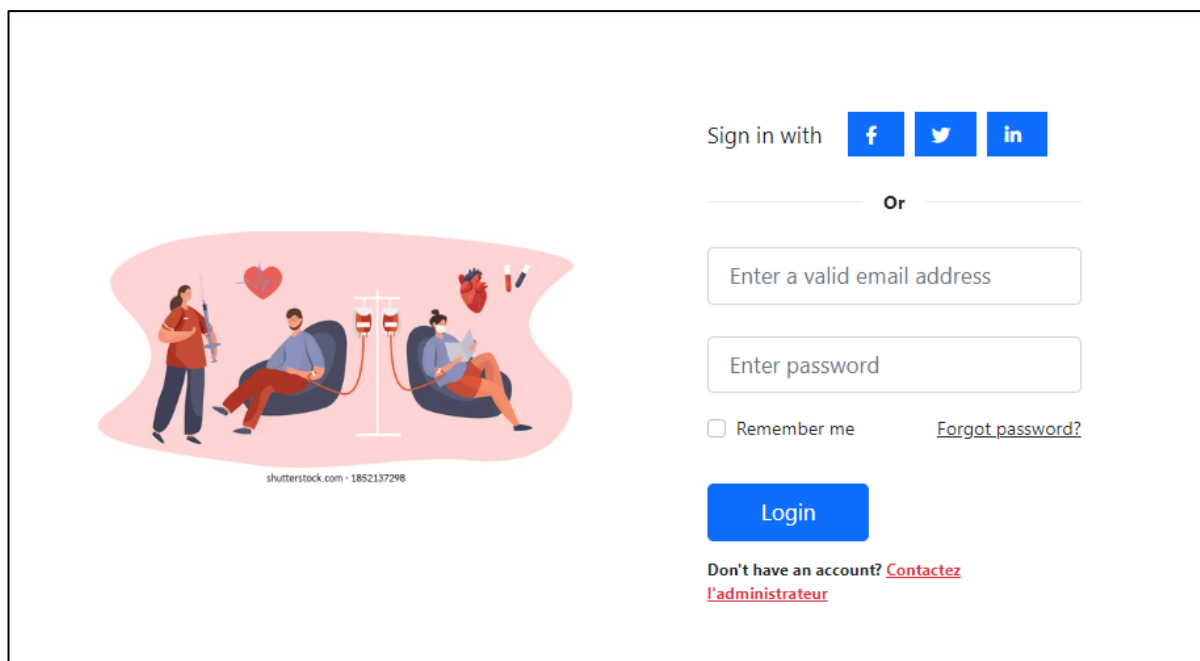 Sign in with
Or
Enter a valid email address
Enter password
Remember me Forgot password?
Login
Don't have an account? Contactez
l'administrateur
shutterstock.com · 1852137298